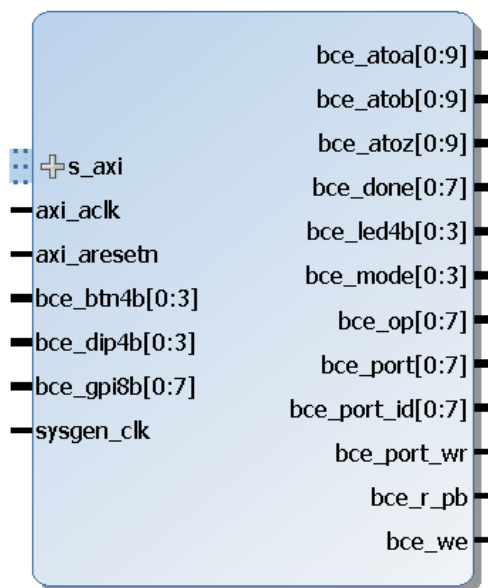 s_axi
axi_aclk
axi_aresetn
bce_btn4b[0:3]
bce_dip4b[0:3]
bce_gpi8b[0:7]
sysgen_clk
bce_atoa[0:9]
bce_atob[0:9]
bce_atoz[0:9]
bce_done[0:7]
bce_led4b[0:3]
bce_mode[0:3]
bce_op[0:7]
bce_port[0:7]
bce_port_id[0:7]
bce_port_wr
bce_r_pb
bce_we